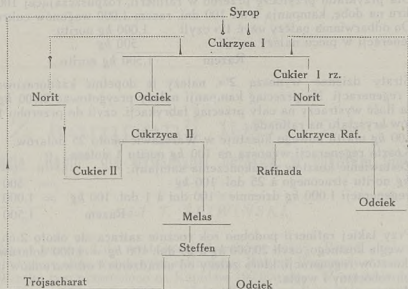 Syrop
Cukrzyca I
Cukier I rz.
Norit Odciek Norit
Cukrzyca II Cukrzyca Raf.
Cukier II Rafinada
Odciek
Melas
Steffen
Trójsacharat Odciek